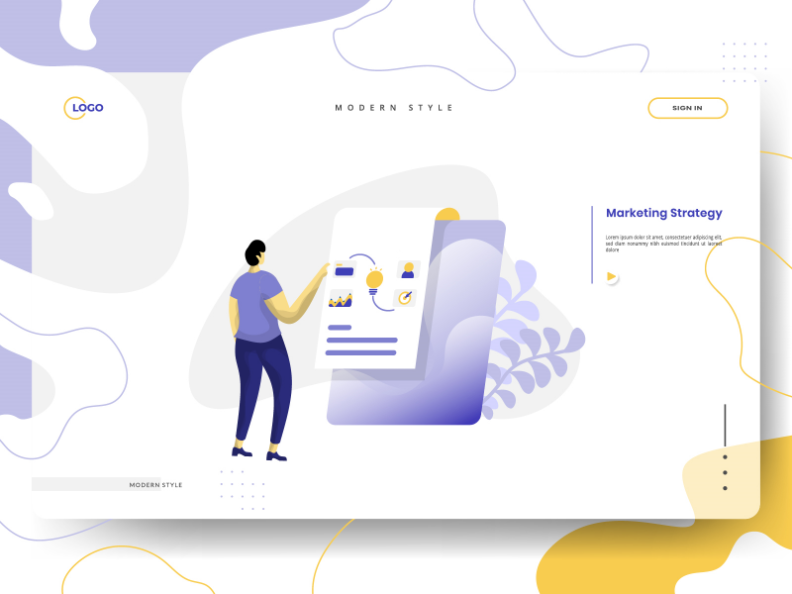 LOGO
MODERN STYLE
SIGN IN
Marketing Strategy
Lorem ipsum dolor sit amet, consectetuer adipiscing elit,
sed diam nonummy nibh euismod tincidunt ut laoreet
dolore
MODERN STYLE